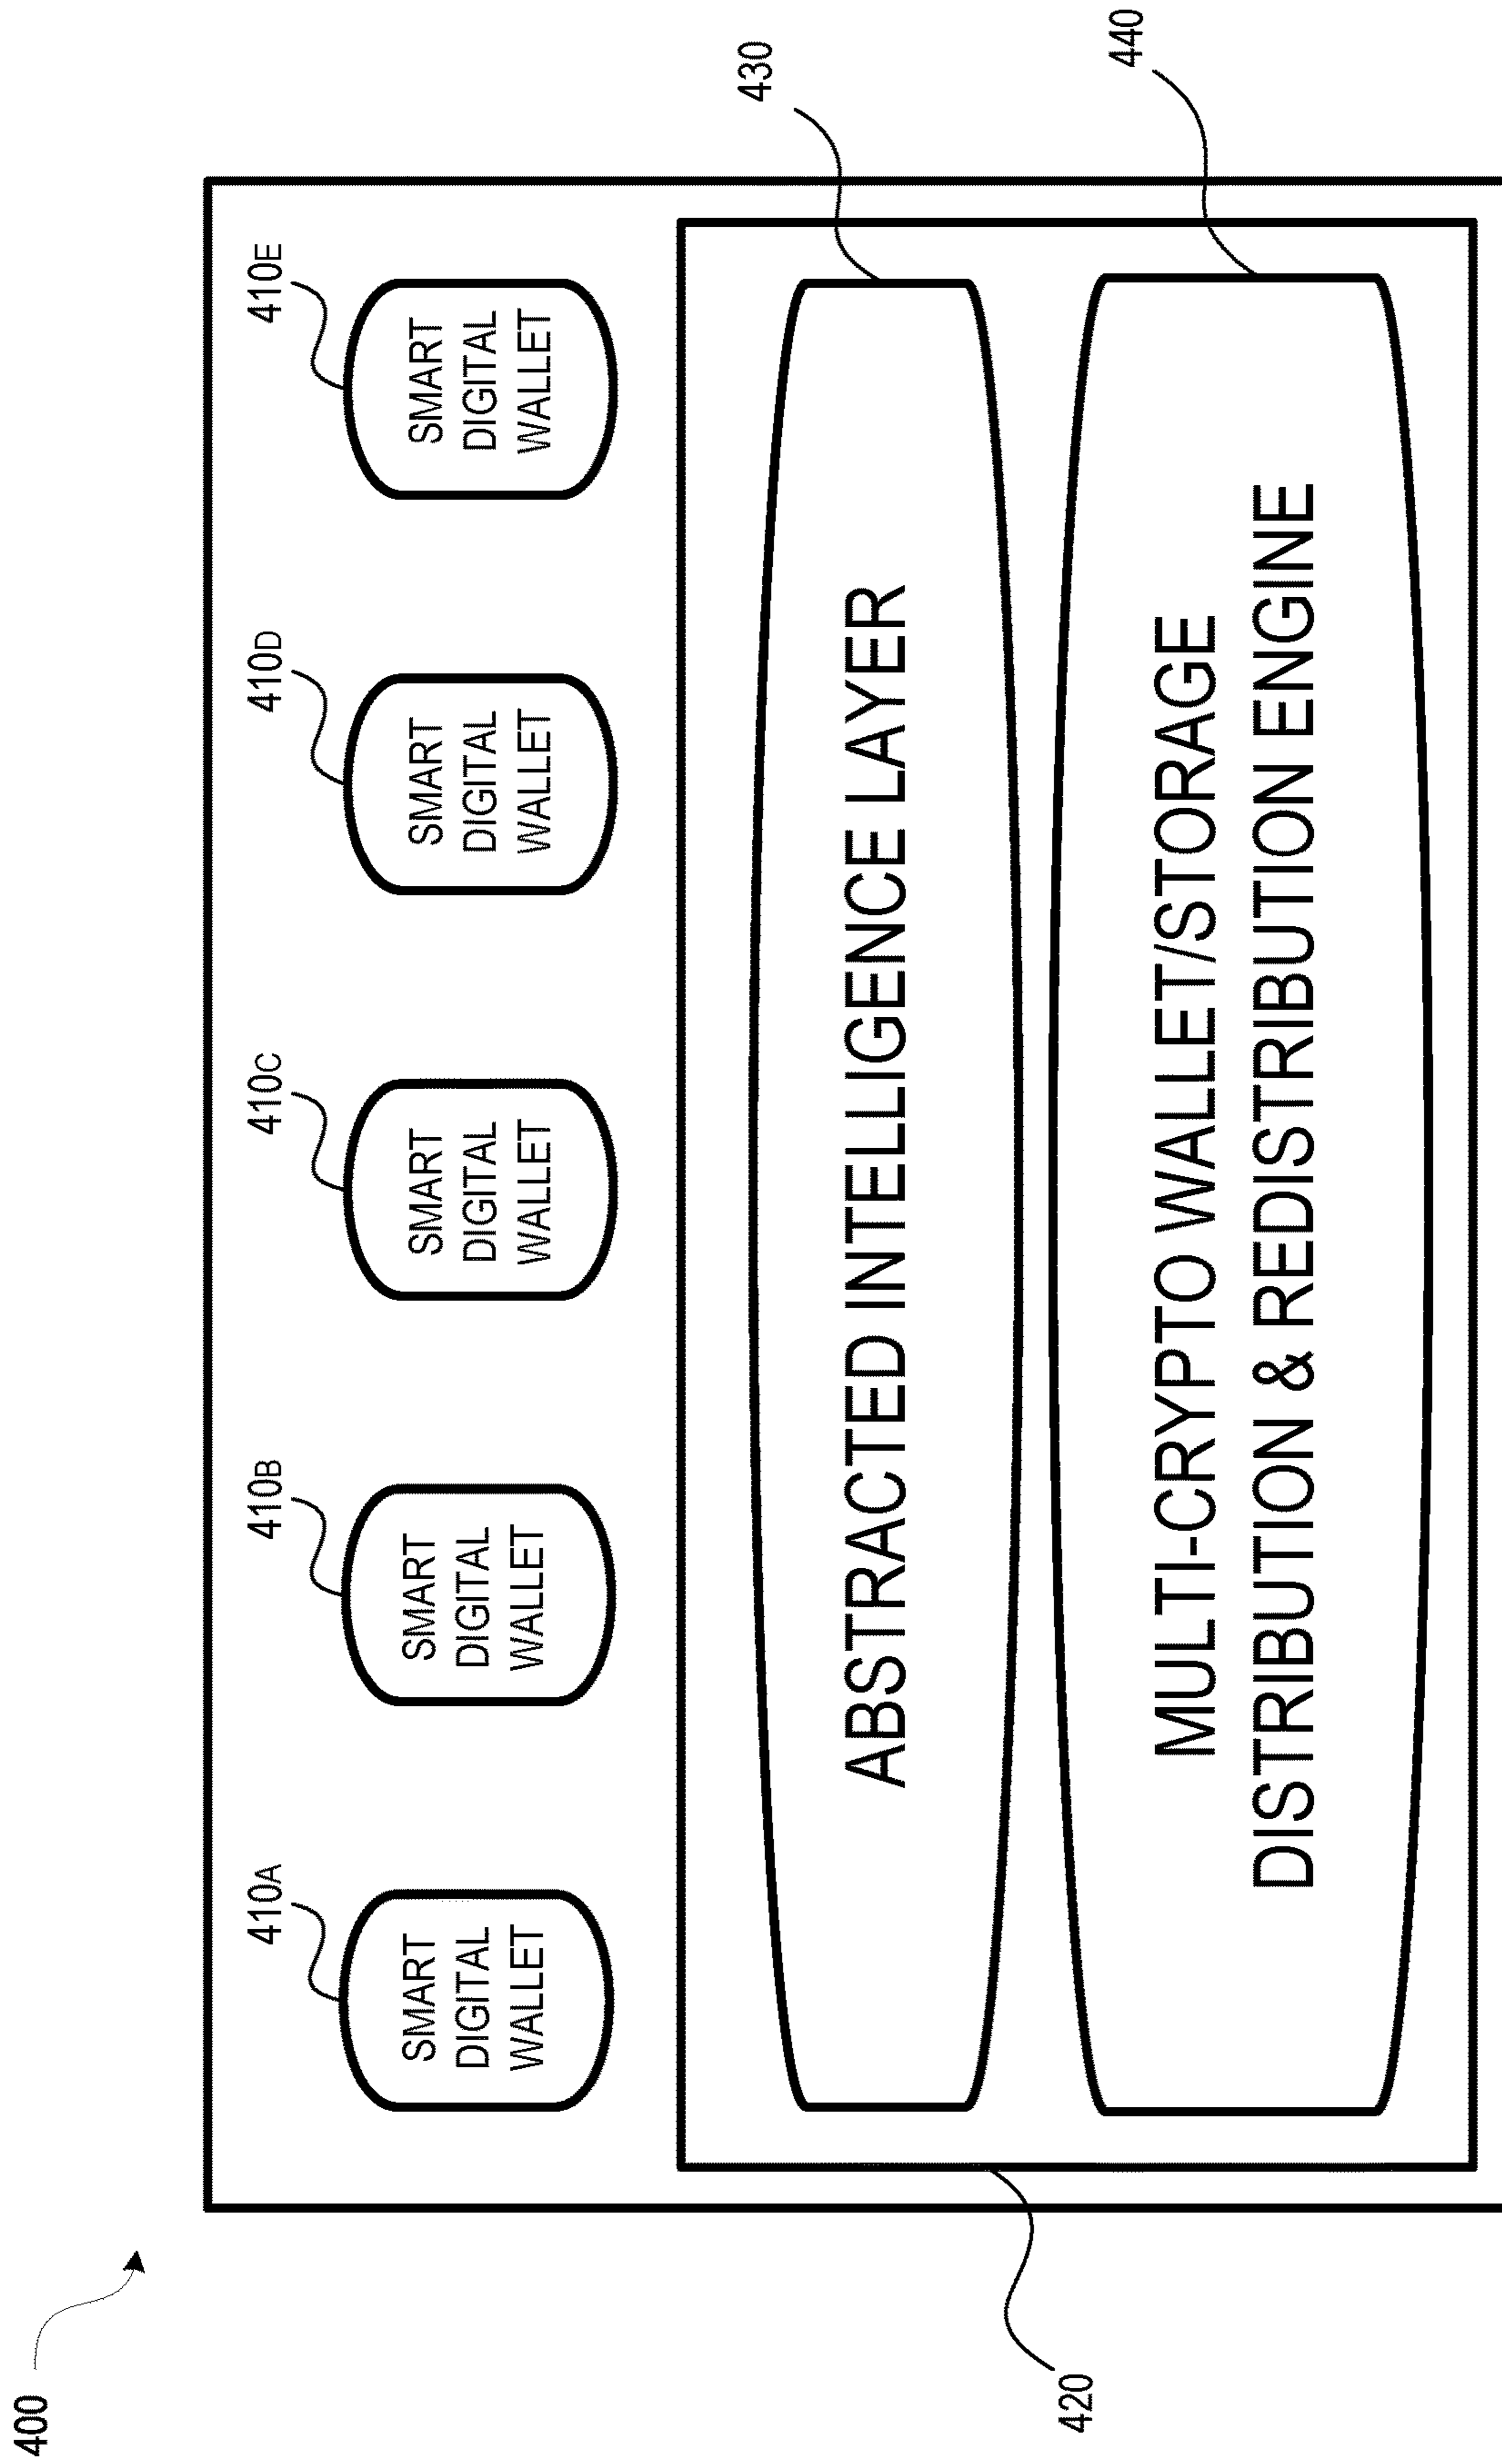 400
410A
410B
410C
410D
410E
SMART
DIGITAL
WALLET
SMART
DIGITAL
WALLET
SMART
DIGITAL
WALLET
SMART
DIGITAL
WALLET
SMART
DIGITAL
WALLET
430
ABSTRACTED INTELLIGENCE LAYER
440
MULTI-CRYPTO WALLET/STORAGE
DISTRIBUTION & REDISTRIBUTION ENGINE
420